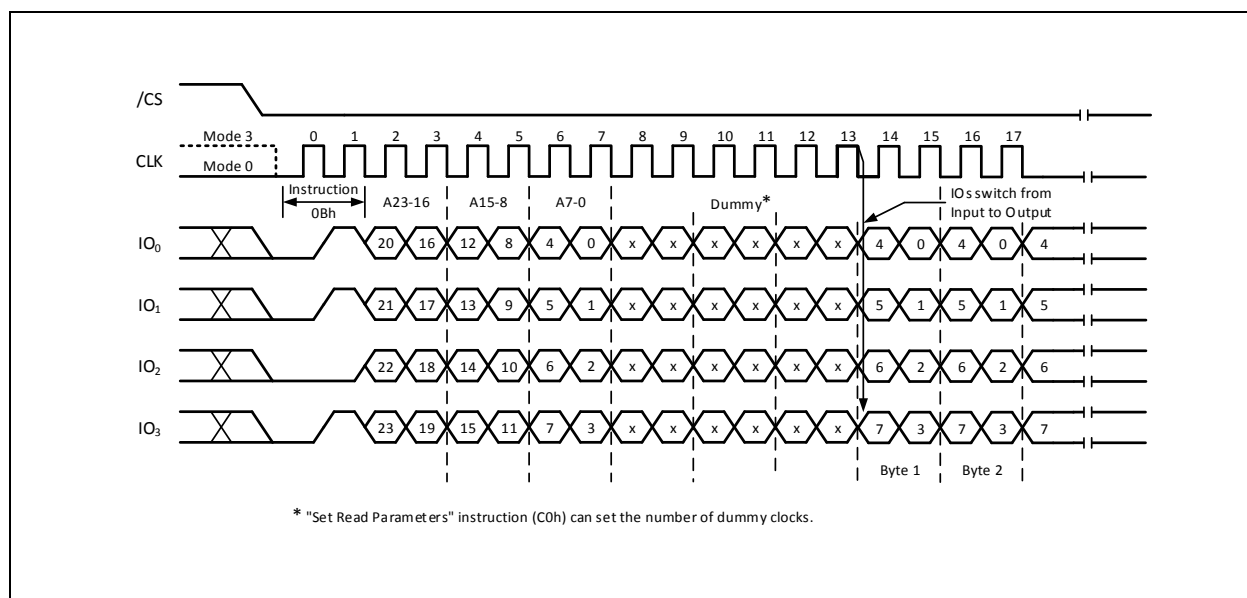 /CS
Mode 3 0 1 2 3 4 5 6 7 8 9 10 11 12 13 14 15 16 17
CLK
Mode 0
Instruction
0Bh
A23-16 A15-8 A7-0 Dummy*
IOs switch from
Input to Output
IO0 20 16 12 8 4 0 x x x x x x 4 0 4 0 4
IO1 21 17 13 9 5 1 x x x x x x 5 1 5 1 5
IO2 22 18 14 10 6 2 x x x x x x 6 2 6 2 6
IO3 23 19 15 11 7 3 x x x x x x 7 3 7 3 7
Byte 1 Byte 2
* "Set Read Parameters" instruction (C0h) can set the number of dummy clocks.